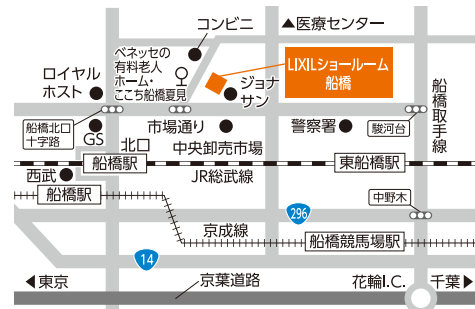 コンビニ
▲医療センター
ベネッセの
有料老人
ホーム・
ここち船橋夏見
LIXILショールーム
船橋
ロイヤル
ホスト
ジョナ
サン
船橋取手線
船橋北口
十字路
GS
市場通り
警察署
駿河台
北口
中央卸売市場
船橋駅
東船橋駅
西武
JR総武線
船橋駅
中野木
296
京成線
船橋競馬場駅
14
◀東京
京葉道路
花輪I.C.
千葉▶